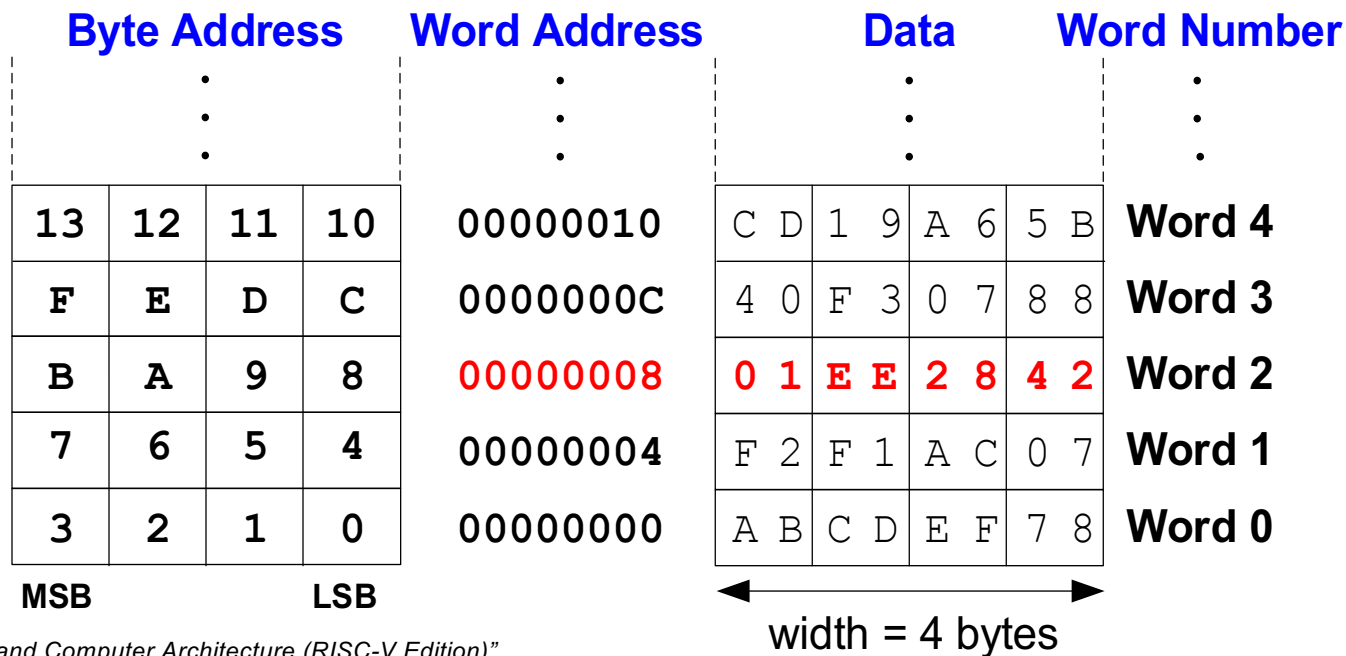 Byte Address Word Address Data Word Number
13 12 11 10 00000010 C D 1 9 A 6 5 B Word 4
F E D C 0000000C 4 0 F 3 0 7 8 8 Word 3
B A 9 8 00000008 0 1 E E 2 8 4 2 Word 2
7 6 5 4 00000004 F 2 F 1 A C 0 7 Word 1
3 2 1 0 00000000 A B C D E F 7 8 Word 0
MSB LSB
width = 4 bytes
and Computer Architecture (RISC-V Edition)”